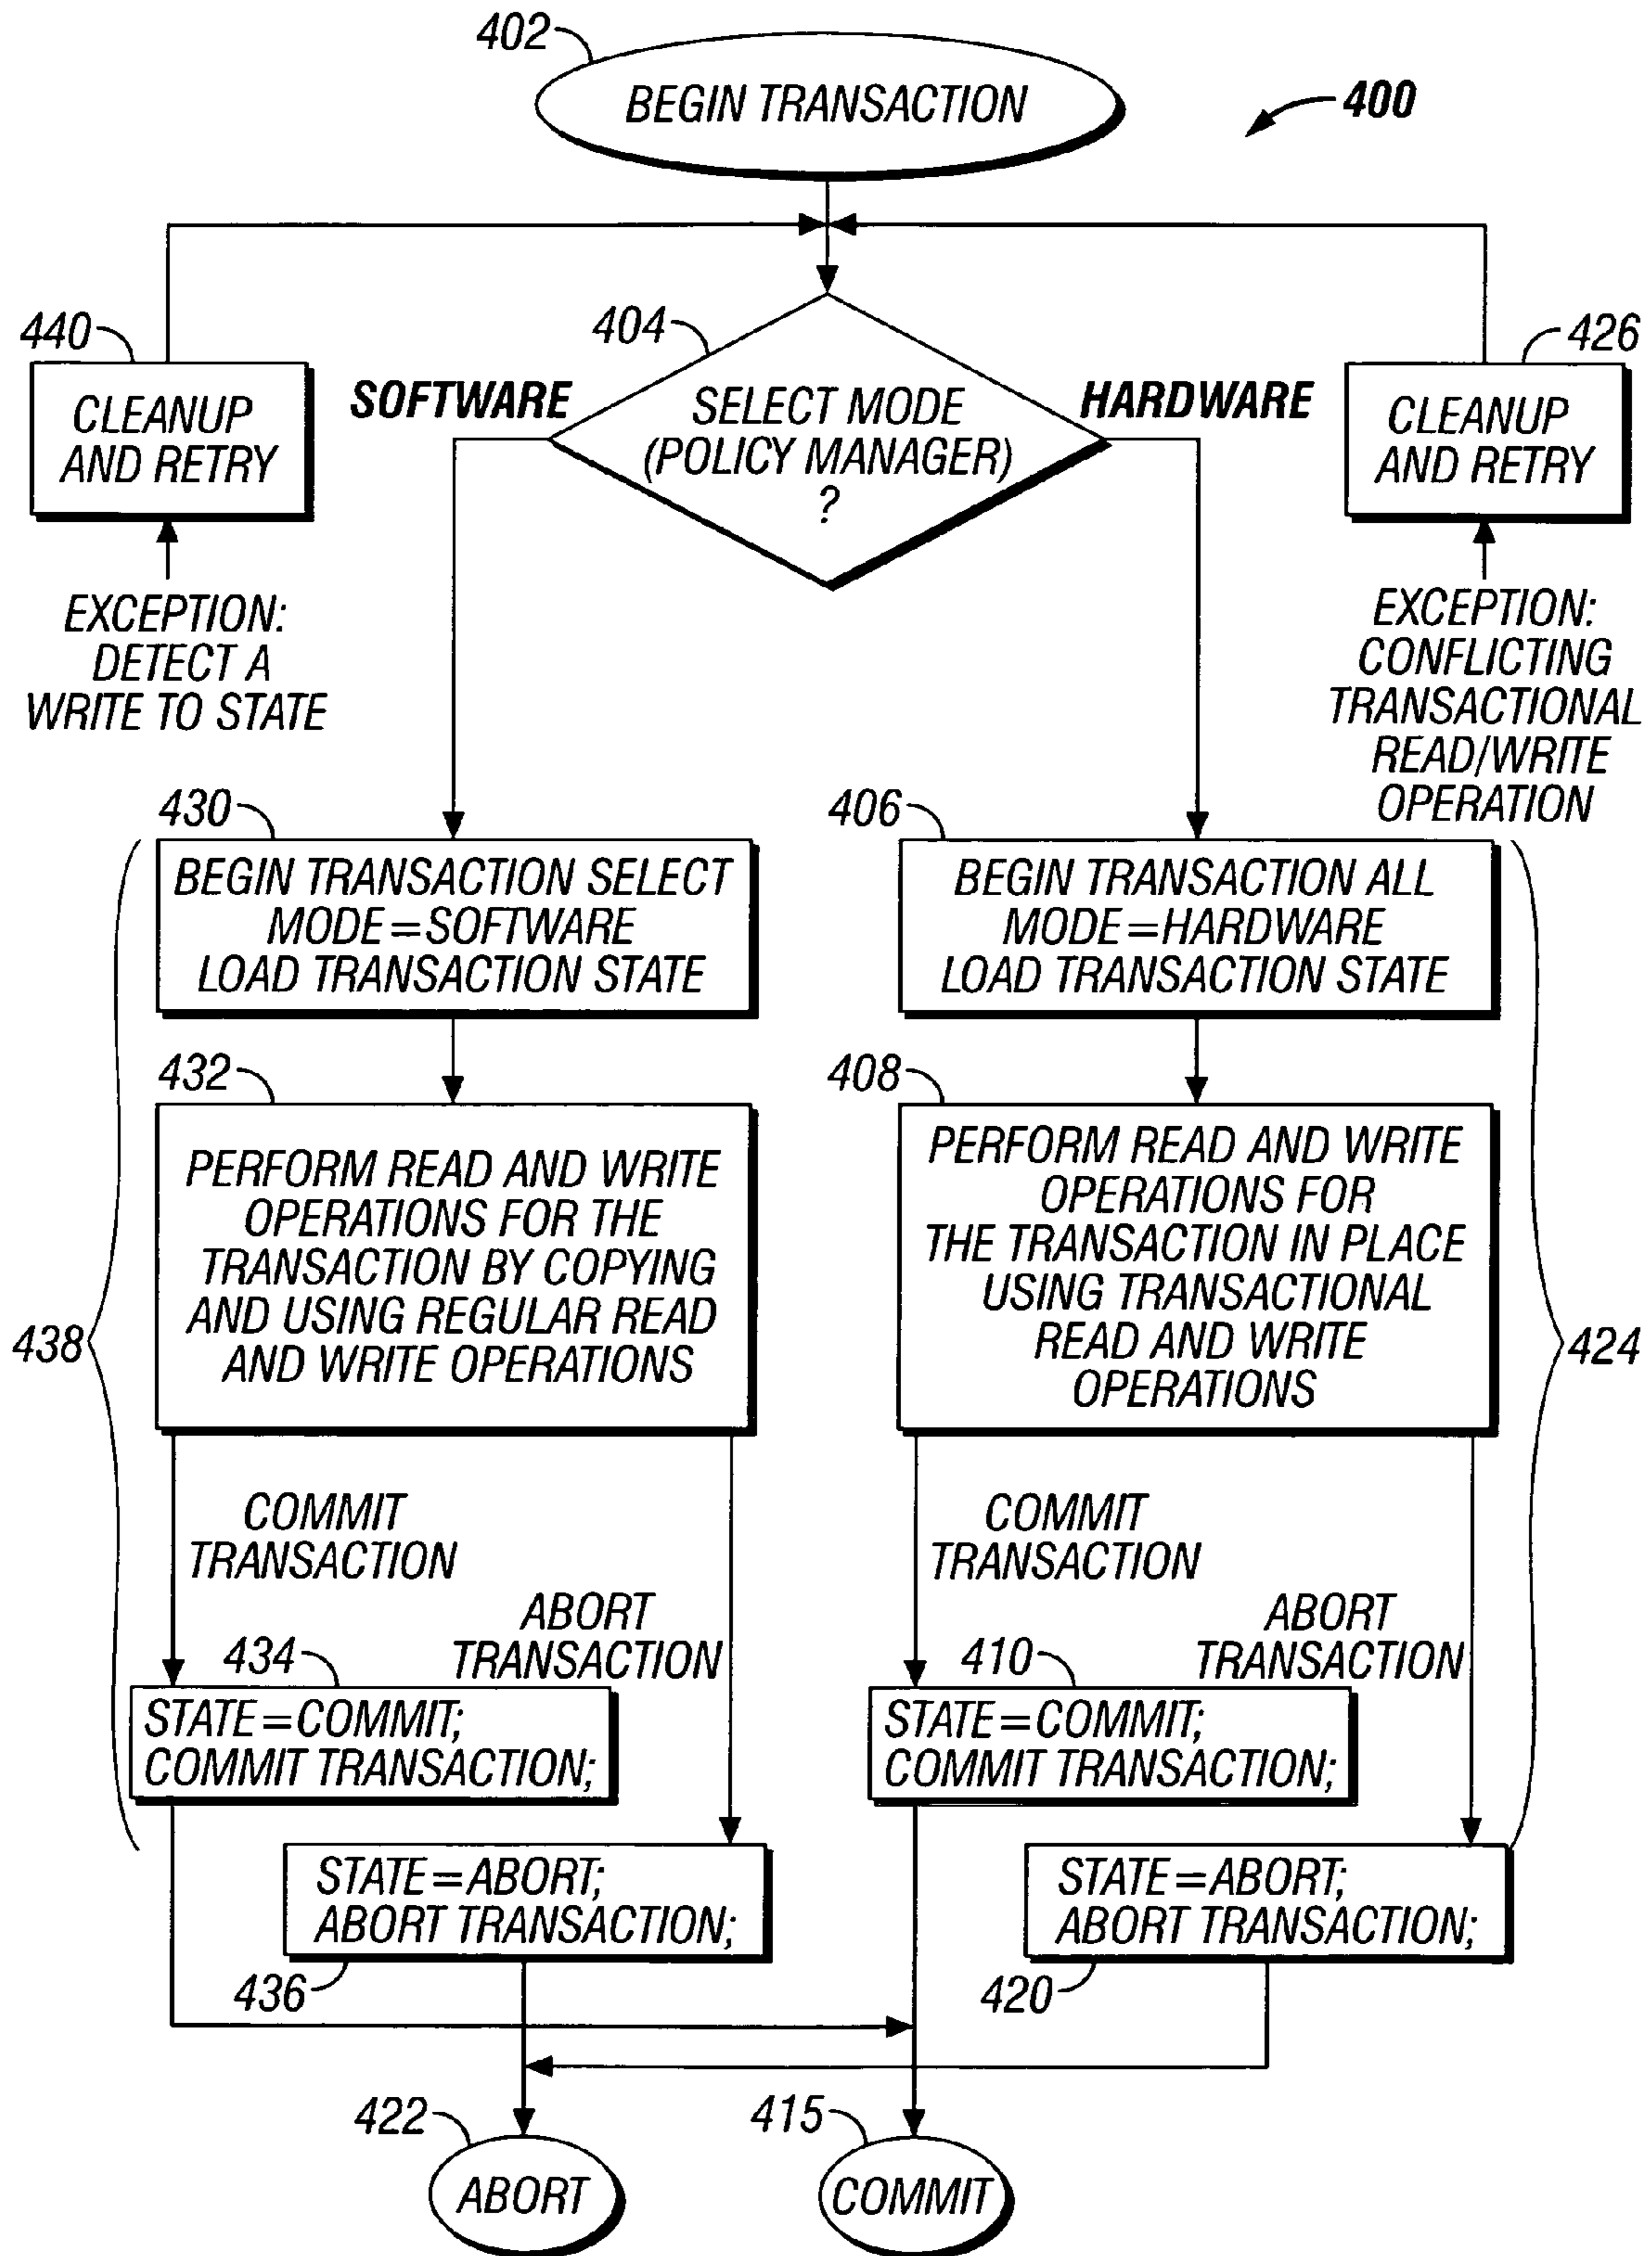 402
BEGIN TRANSACTION
400
440
CLEANUP
AND RETRY
EXCEPTION:
DETECT A
WRITE TO STATE
404
SOFTWARE
SELECT MODE
(POLICY MANAGER)
?
HARDWARE
426
CLEANUP
AND RETRY
EXCEPTION:
CONFLICTING
TRANSACTIONAL
READ/WRITE
OPERATION
430
BEGIN TRANSACTION SELECT
MODE=SOFTWARE
LOAD TRANSACTION STATE
432
PERFORM READ AND WRITE
OPERATIONS FOR THE
TRANSACTION BY COPYING
AND USING REGULAR READ
AND WRITE OPERATIONS
438
COMMIT
TRANSACTION
ABORT
TRANSACTION
434
STATE=COMMIT;
COMMIT TRANSACTION;
STATE=ABORT;
ABORT TRANSACTION;
436
406
BEGIN TRANSACTION ALL
MODE=HARDWARE
LOAD TRANSACTION STATE
408
PERFORM READ AND WRITE
OPERATIONS FOR
THE TRANSACTION IN PLACE
USING TRANSACTIONAL
READ AND WRITE
OPERATIONS
424
COMMIT
TRANSACTION
ABORT
TRANSACTION
410
STATE=COMMIT;
COMMIT TRANSACTION;
STATE=ABORT;
ABORT TRANSACTION;
420
422
ABORT
415
COMMIT